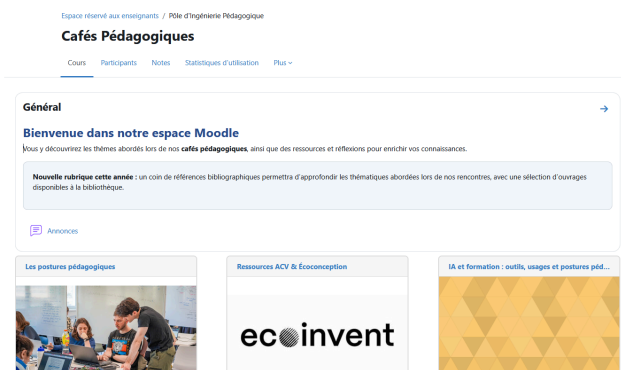 Espace réservé aux enseignants / Pôle d'Ingénierie Pédagogique
Cafés Pédagogiques
Cours Participants Notes Statistiques d'utilisation Plus
Général
Bienvenue dans notre espace Moodle
Vous y découvrirez les thèmes abordés lors de nos cafés pédagogiques, ainsi que des ressources et réflexions pour enrichir vos connaissances.
Nouvelle rubrique cette année : un coin de références bibliographiques permettra d'approfondir les thématiques abordées lors de nos rencontres, avec une sélection d'ouvrages
disponibles à la bibliothèque.
Annonces
Les postures pédagogiques
Ressources ACV & Écoconception
IA et formation : outils, usages et postures péd...
ecoinvent